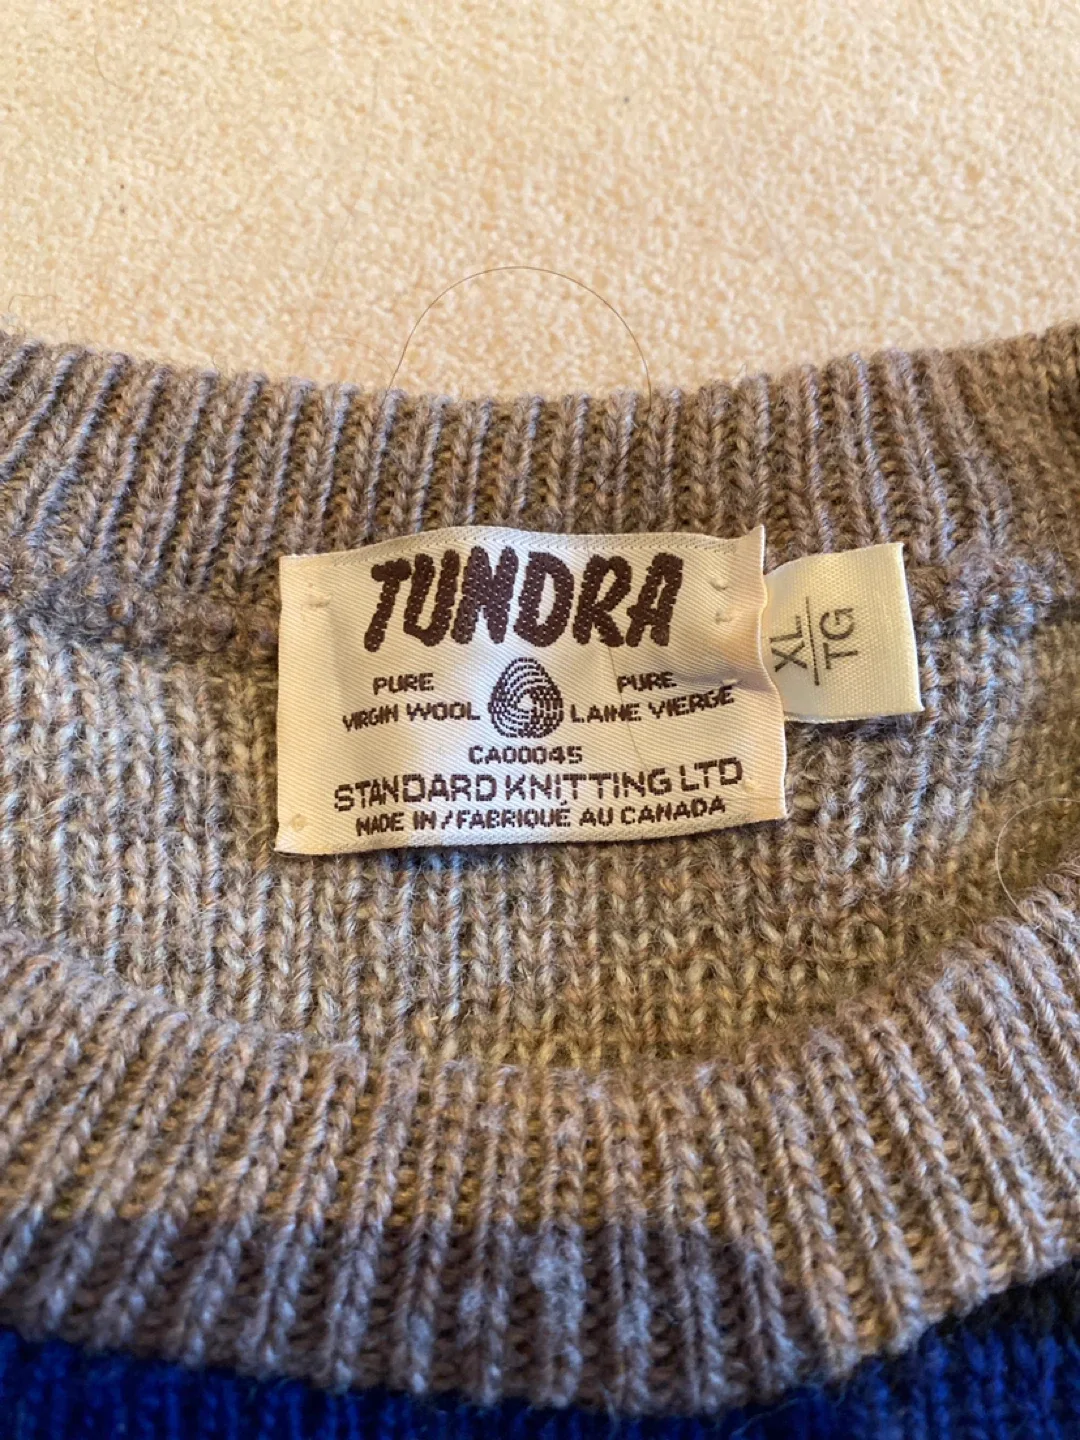 TUNDRA
PURE PURE
VIRGIN WOOL LAINE VIERGE
CA00045
STANDARD KNITTING LTD
MADE IN / FABRIQUÉ AU CANADA
XL
TG